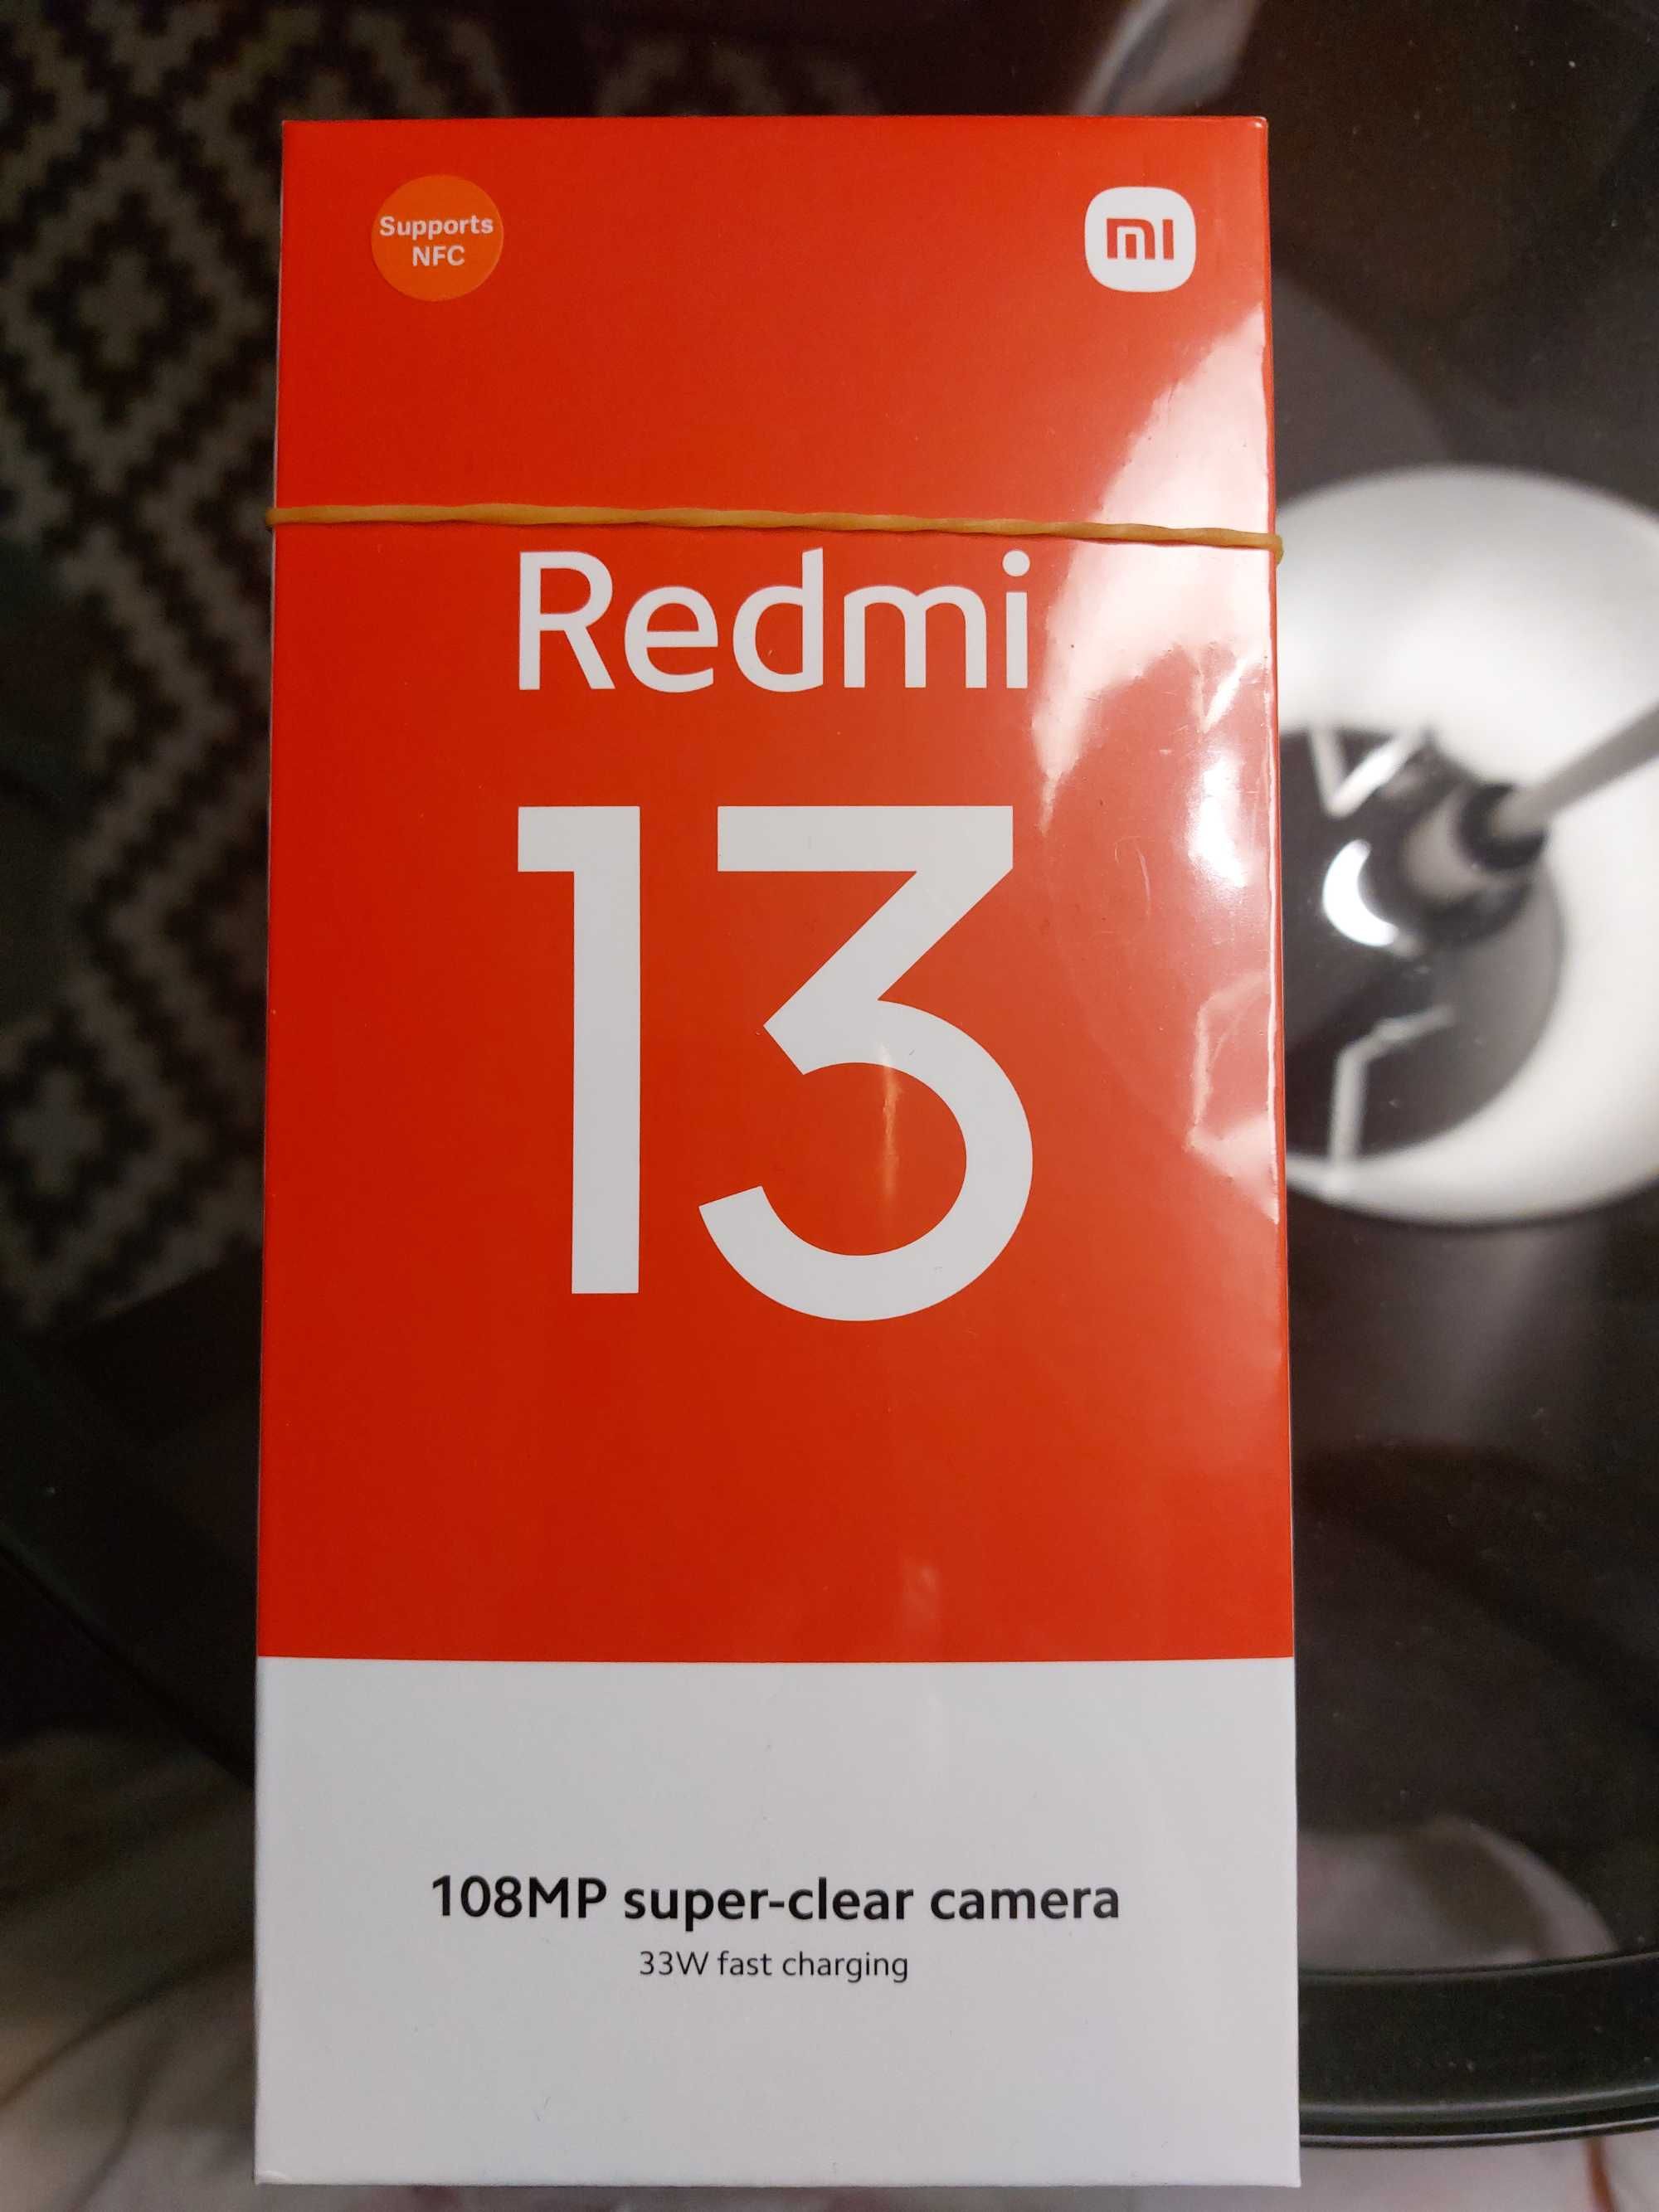 Supports
NFC
mi
Redmi
13
108MP super-clear camera
33W fast charging